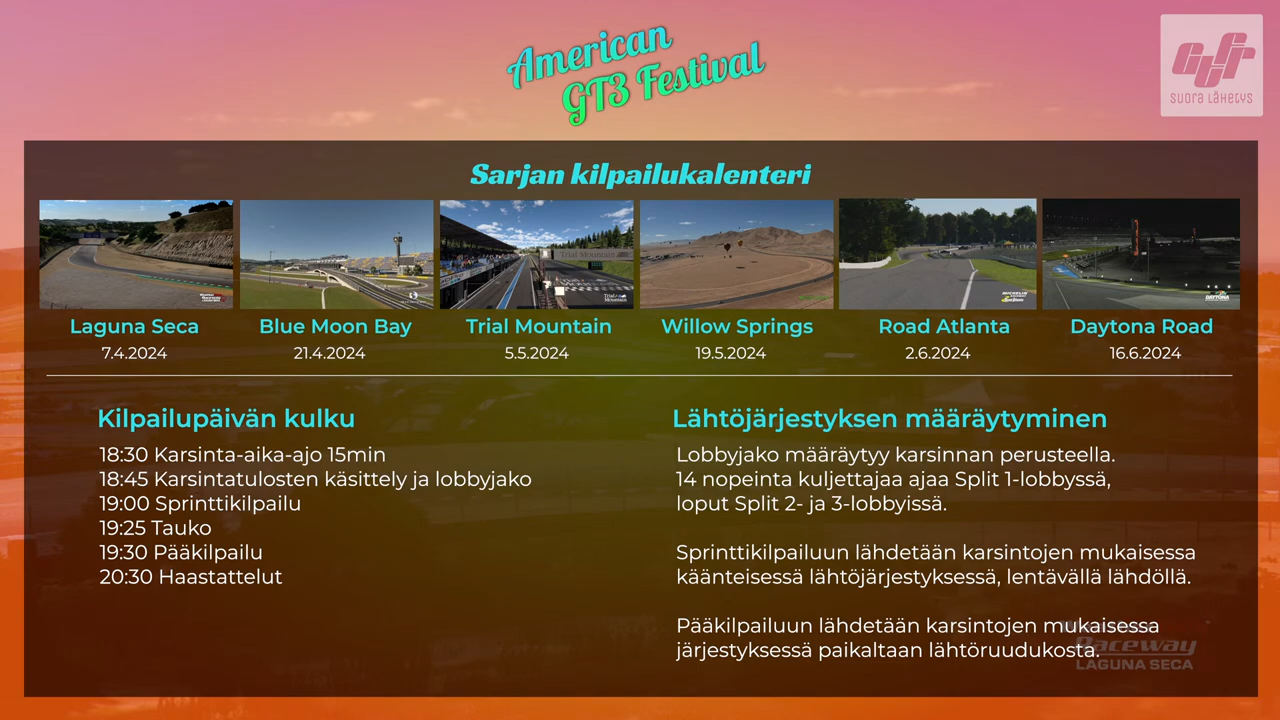 American
GT3 Festival
suora Lähetys
Sarjan kilpailukalenteri
Trial Mountain
Trial Mountain
DAYTONA
Laguna Seca
Blue Moon Bay
Trial Mountain
Willow Springs
Road Atlanta
Daytona Road
7.4.2024
21.4.2024
5.5.2024
19.5.2024
2.6.2024
16.6.2024
Kilpailupäivän kulku
18:30 Karsinta-aika-ajo 15min
18:45 Karsintatulosten käsittely ja lobbyjako
19:00 Sprinttikilpailu
19:25 Tauko
19:30 Pääkilpailu
20:30 Haastattelut
Lähtöjärjestyksen määräytyminen
Lobbyjako määräytyy karsinnan perusteella.
14 nopeinta kuljettajaa ajaa Split 1-lobbyssä,
loput Split 2- ja 3-lobbyissä.
Sprinttikilpailuun lähdetään karsintojen mukaisessa
käänteisessä lähtöjärjestyksessä, lentävällä lähdöllä.
Pääkilpailuun lähdetään karsintojen mukaisessa
järjestyksessä paikaltaan lähtöruudukosta.
Raceway
LAGUNA SECA